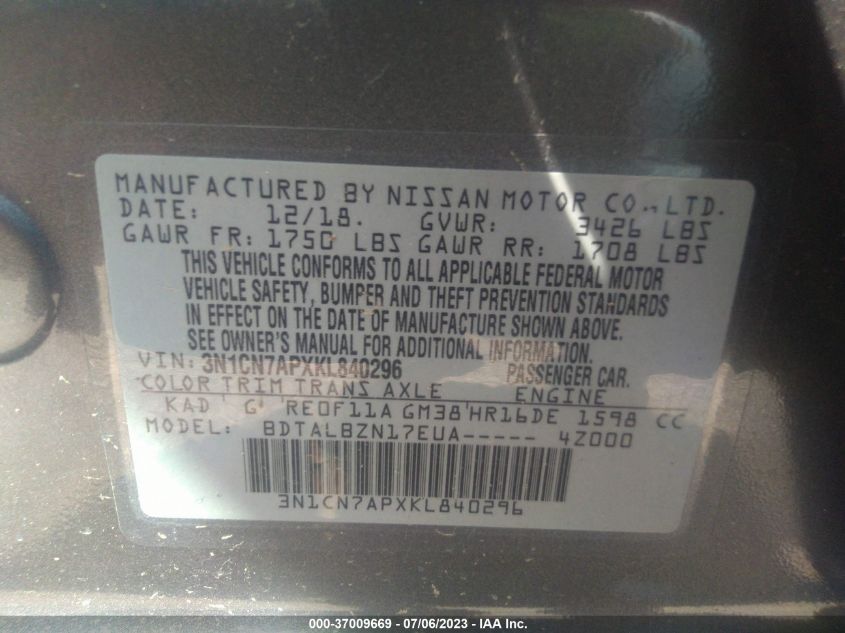 MANUFACTURED BY NISSAN MOTOR CO., LTD.
DATE: 12/18. GVWR: 3426 LBS
GAWR FR: 1750 LBS GAWR RR: 1708 LBS
THIS VEHICLE CONFORMS TO ALL APPLICABLE FEDERAL MOTOR
VEHICLE SAFETY, BUMPER AND THEFT PREVENTION STANDARDS
IN EFFECT ON THE DATE OF MANUFACTURE SHOWN ABOVE.
SEE OWNER'S MANUAL FOR ADDITIONAL INFORMATION.
VIN: 3N1CN7APXKL840296 PASSENGER CAR.
COLOR TRIM TRANS AXLE ENGINE
KAD G RE0F11A GM38 HR16DE 1598 CC
MODEL: BDTALBZN17EUA----- 4Z000
3N1CN7APXKL840296
000-37009669 - 07/06/2023 - IAA Inc.